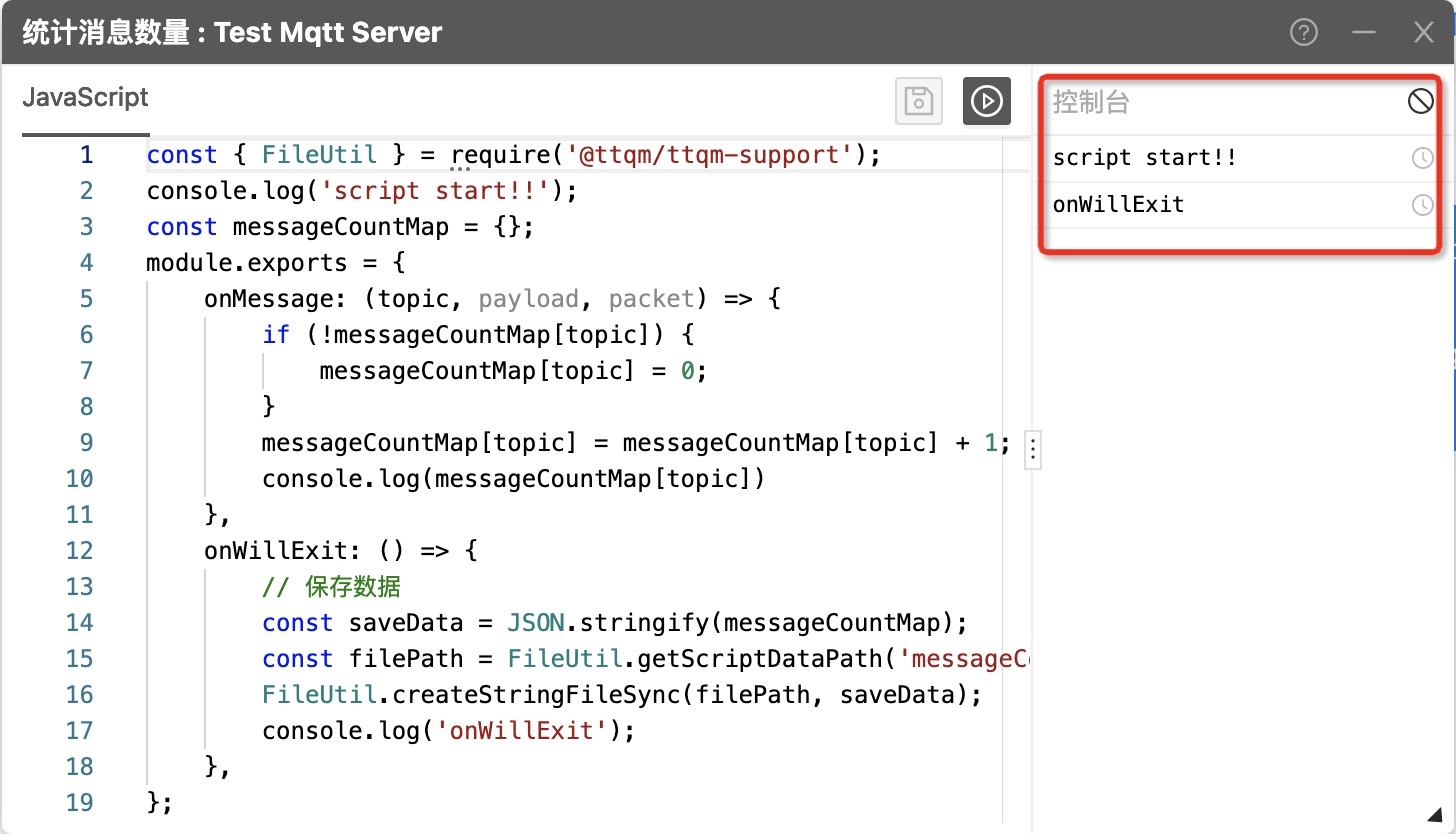 统计消息数量 : Test Mqtt Server
JavaScript
1 const { FileUtil } = require('@ttqm/ttqm-support');
2 console.log('script start!!');
3 const messageCountMap = {};
4 module.exports = {
5 onMessage: (topic, payload, packet) => {
6 if (!messageCountMap[topic]) {
7 messageCountMap[topic] = 0;
8 }
9 messageCountMap[topic] = messageCountMap[topic] + 1;
10 console.log(messageCountMap[topic])
11 },
12 onWillExit: () => {
13 // 保存数据
14 const saveData = JSON.stringify(messageCountMap);
15 const filePath = FileUtil.getScriptDataPath('messageC
16 FileUtil.createStringFileSync(filePath, saveData);
17 console.log('onWillExit');
18 },
19 };
控制台
script start!!
onWillExit